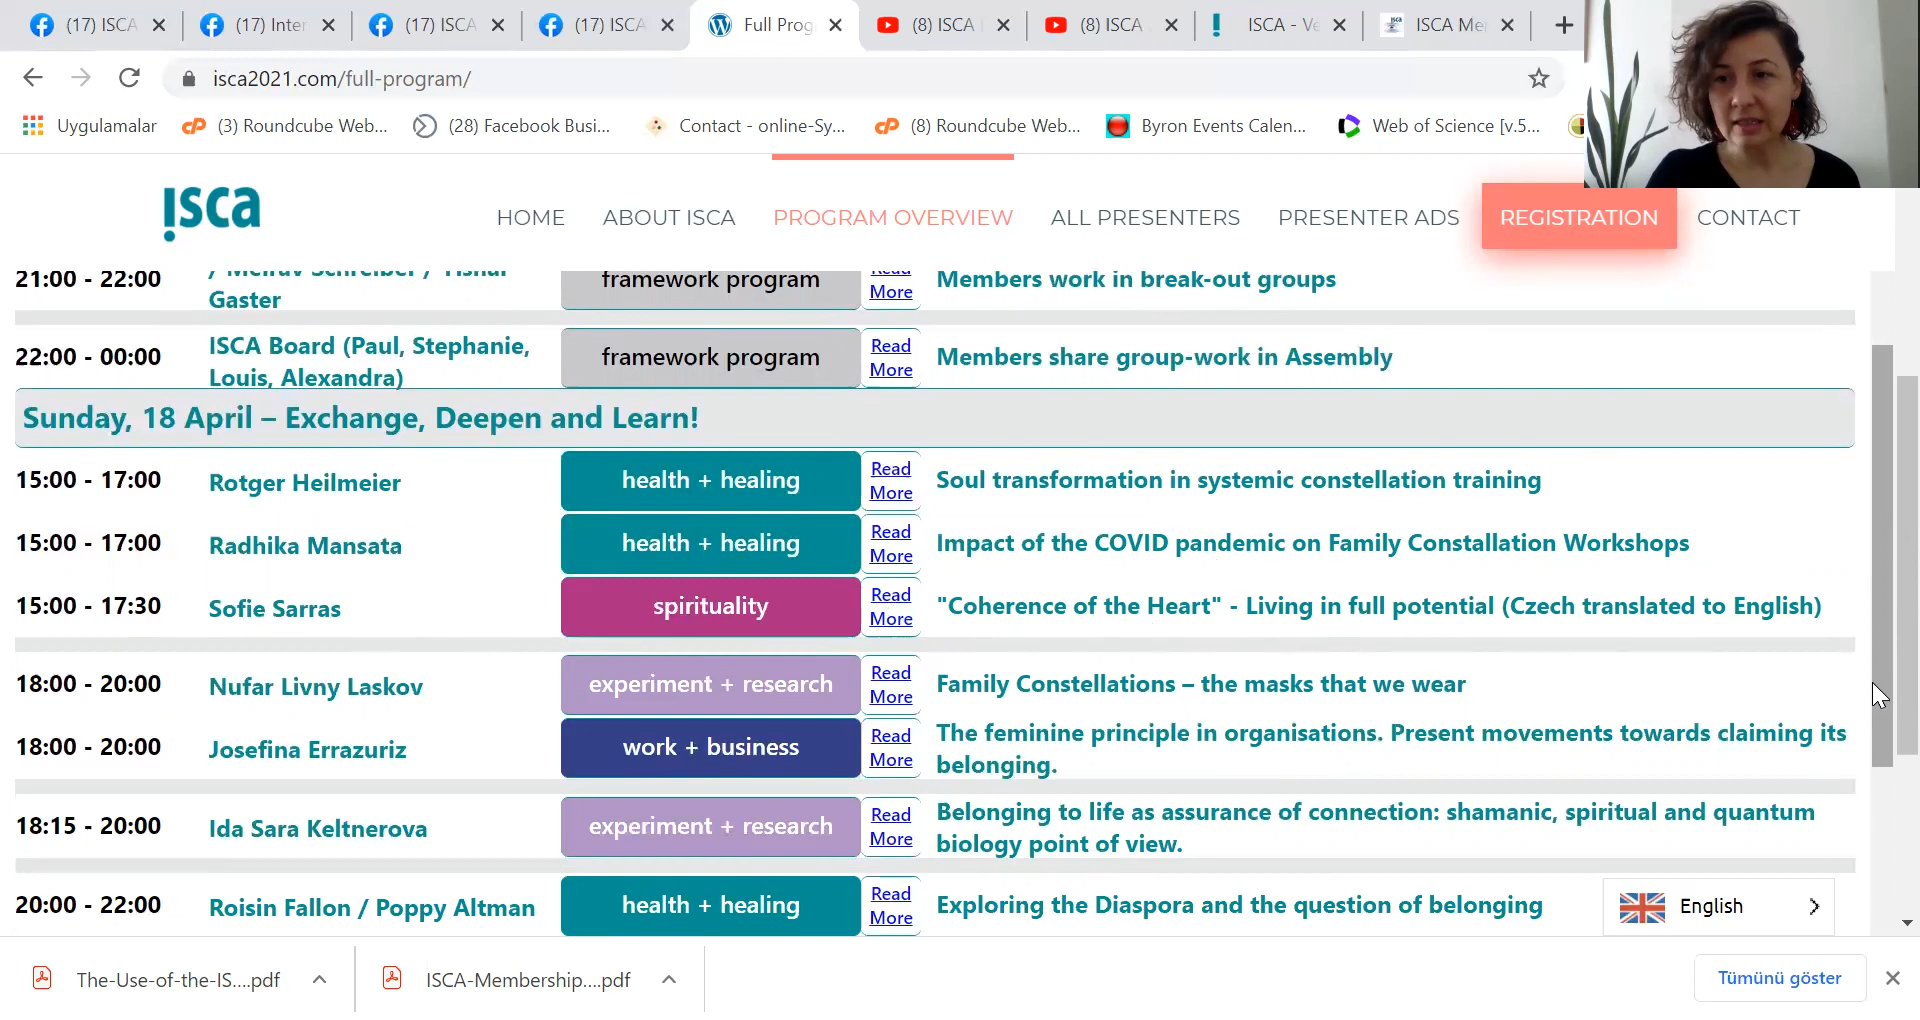 (17) ISCA
(17) Inter
(17) ISCA
(17) ISCA
Full Prog
(8) ISCA
(8) ISCA
ISCA - Ve
ISCA Me
isca2021.com/full-program/
Uygulamalar
(3) Roundcube Web...
(28) Facebook Busi...
Contact - online-Sy...
(8) Roundcube Web...
Byron Events Calen...
Web of Science [v.5...
isca
HOME
ABOUT ISCA
PROGRAM OVERVIEW
ALL PRESENTERS
PRESENTER ADS
REGISTRATION
CONTACT
21:00 - 22:00
/ Meirav Schreiber / Yishai
Gaster
framework program
Read
More
Members work in break-out groups
22:00 - 00:00
ISCA Board (Paul, Stephanie,
Louis, Alexandra)
framework program
Read
More
Members share group-work in Assembly
Sunday, 18 April – Exchange, Deepen and Learn!
15:00 - 17:00
Rotger Heilmeier
health + healing
Read
More
Soul transformation in systemic constellation training
15:00 - 17:00
Radhika Mansata
health + healing
Read
More
Impact of the COVID pandemic on Family Constallation Workshops
15:00 - 17:30
Sofie Sarras
spirituality
Read
More
"Coherence of the Heart" - Living in full potential (Czech translated to English)
18:00 - 20:00
Nufar Livny Laskov
experiment + research
Read
More
Family Constellations – the masks that we wear
18:00 - 20:00
Josefina Errazuriz
work + business
Read
More
The feminine principle in organisations. Present movements towards claiming its
belonging.
18:15 - 20:00
Ida Sara Keltnerova
experiment + research
Read
More
Belonging to life as assurance of connection: shamanic, spiritual and quantum
biology point of view.
20:00 - 22:00
Roisin Fallon / Poppy Altman
health + healing
Read
More
Exploring the Diaspora and the question of belonging
English
The-Use-of-the-IS....pdf
ISCA-Membership....pdf
Tümünü göster